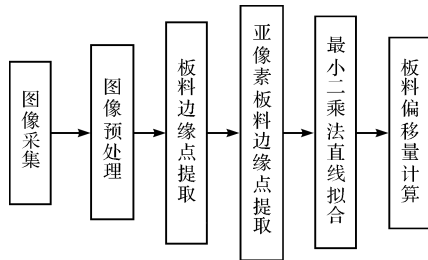 图像采集
图像预处理
板料边缘点提取
亚像素板料边缘点提取
最小二乘法直线拟合
板料偏移量计算